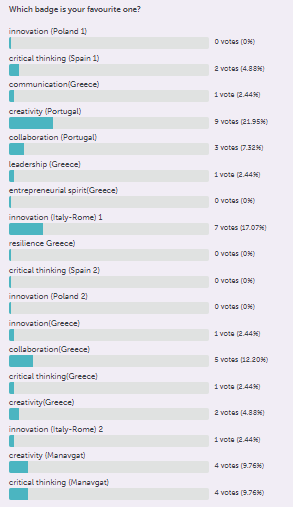 Which badge is your favourite one?
innovation (Poland 1)
0 votes (0%)
critical thinking (Spain 1)
2 votes (4.88%)
communication(Greece)
1 vote (2.44%)
creativity (Portugal)
9 votes (21.95%)
collaboration (Portugal)
3 votes (7.32%)
leadership (Greece)
1 vote (2.44%)
entrepreneurial spirit(Greece)
0 votes (0%)
innovation (Italy-Rome) 1
7 votes (17.07%)
resilience Greece)
0 votes (0%)
critical thinking (Spain 2)
0 votes (0%)
innovation (Poland 2)
0 votes (0%)
innovation(Greece)
1 vote (2.44%)
collaboration(Greece)
5 votes (12.20%)
critical thinking(Greece)
1 vote (2.44%)
creativity(Greece)
2 votes (4.88%)
innovation (Italy-Rome) 2
1 vote (2.44%)
creativity (Manavgat)
4 votes (9.76%)
critical thinking (Manavgat)
4 votes (9.76%)